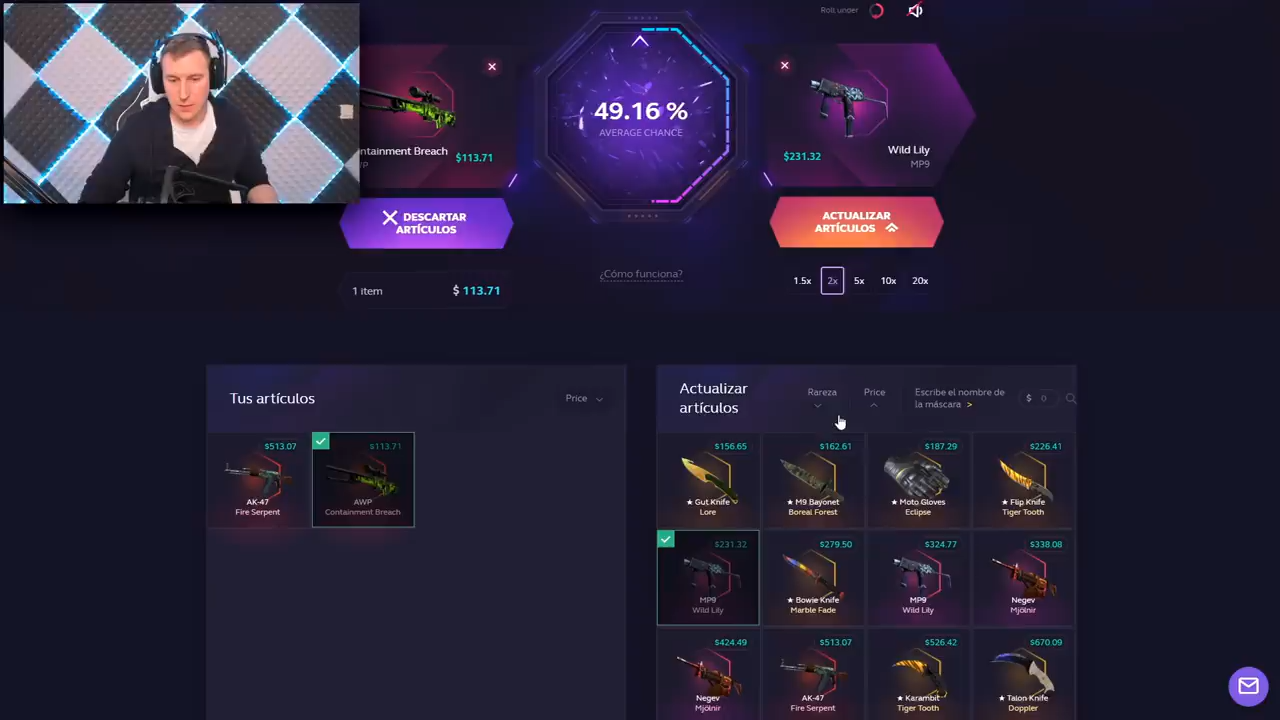 Roll under
49.16 %
AVERAGE CHANCE
ntainment Breach
$113.71
$231.32
Wild Lily
MP9
DESCARTAR
ARTÍCULOS
ACTUALIZAR
ARTÍCULOS
1 item
$ 113.71
¿Cómo funciona?
1.5x 2x 5x 10x 20x
Tus artículos
Price
Actualizar
artículos
Rareza
Price
Escribe el nombre de
la máscara >
$ 0
$513.07
AK-47
Fire Serpent
$113.71
AWP
Containment Breach
$156.65
★ Gut Knife
Lore
$162.61
★ M9 Bayonet
Boreal Forest
$187.29
★ Moto Gloves
Eclipse
$226.41
★ Flip Knife
Tiger Tooth
$231.32
MP9
Wild Lily
$279.50
★ Bowie Knife
Marble Fade
$324.77
MP9
Wild Lily
$338.08
Negev
Mjölnir
$424.49
Negev
Mjölnir
$513.07
AK-47
Fire Serpent
$526.42
★ Karambit
Tiger Tooth
$670.09
★ Talon Knife
Doppler